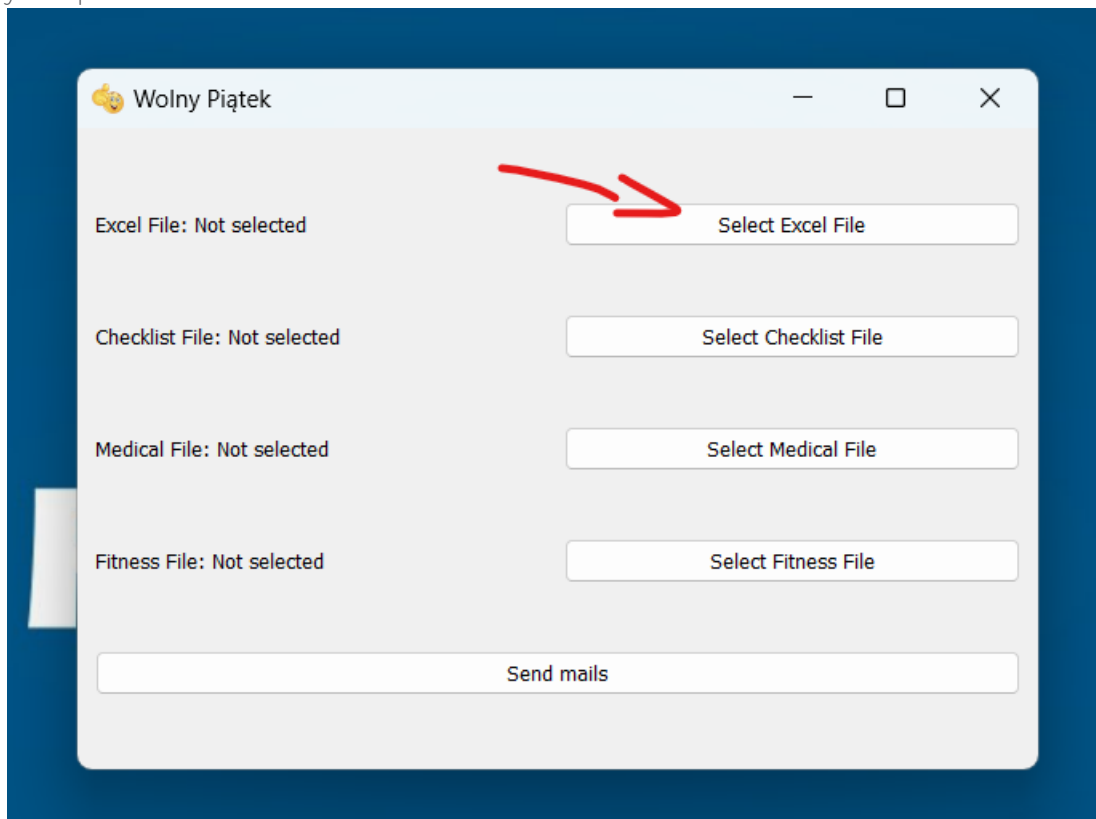 Wolny Piątek
Excel File: Not selected
Select Excel File
Checklist File: Not selected
Select Checklist File
Medical File: Not selected
Select Medical File
Fitness File: Not selected
Select Fitness File
Send mails